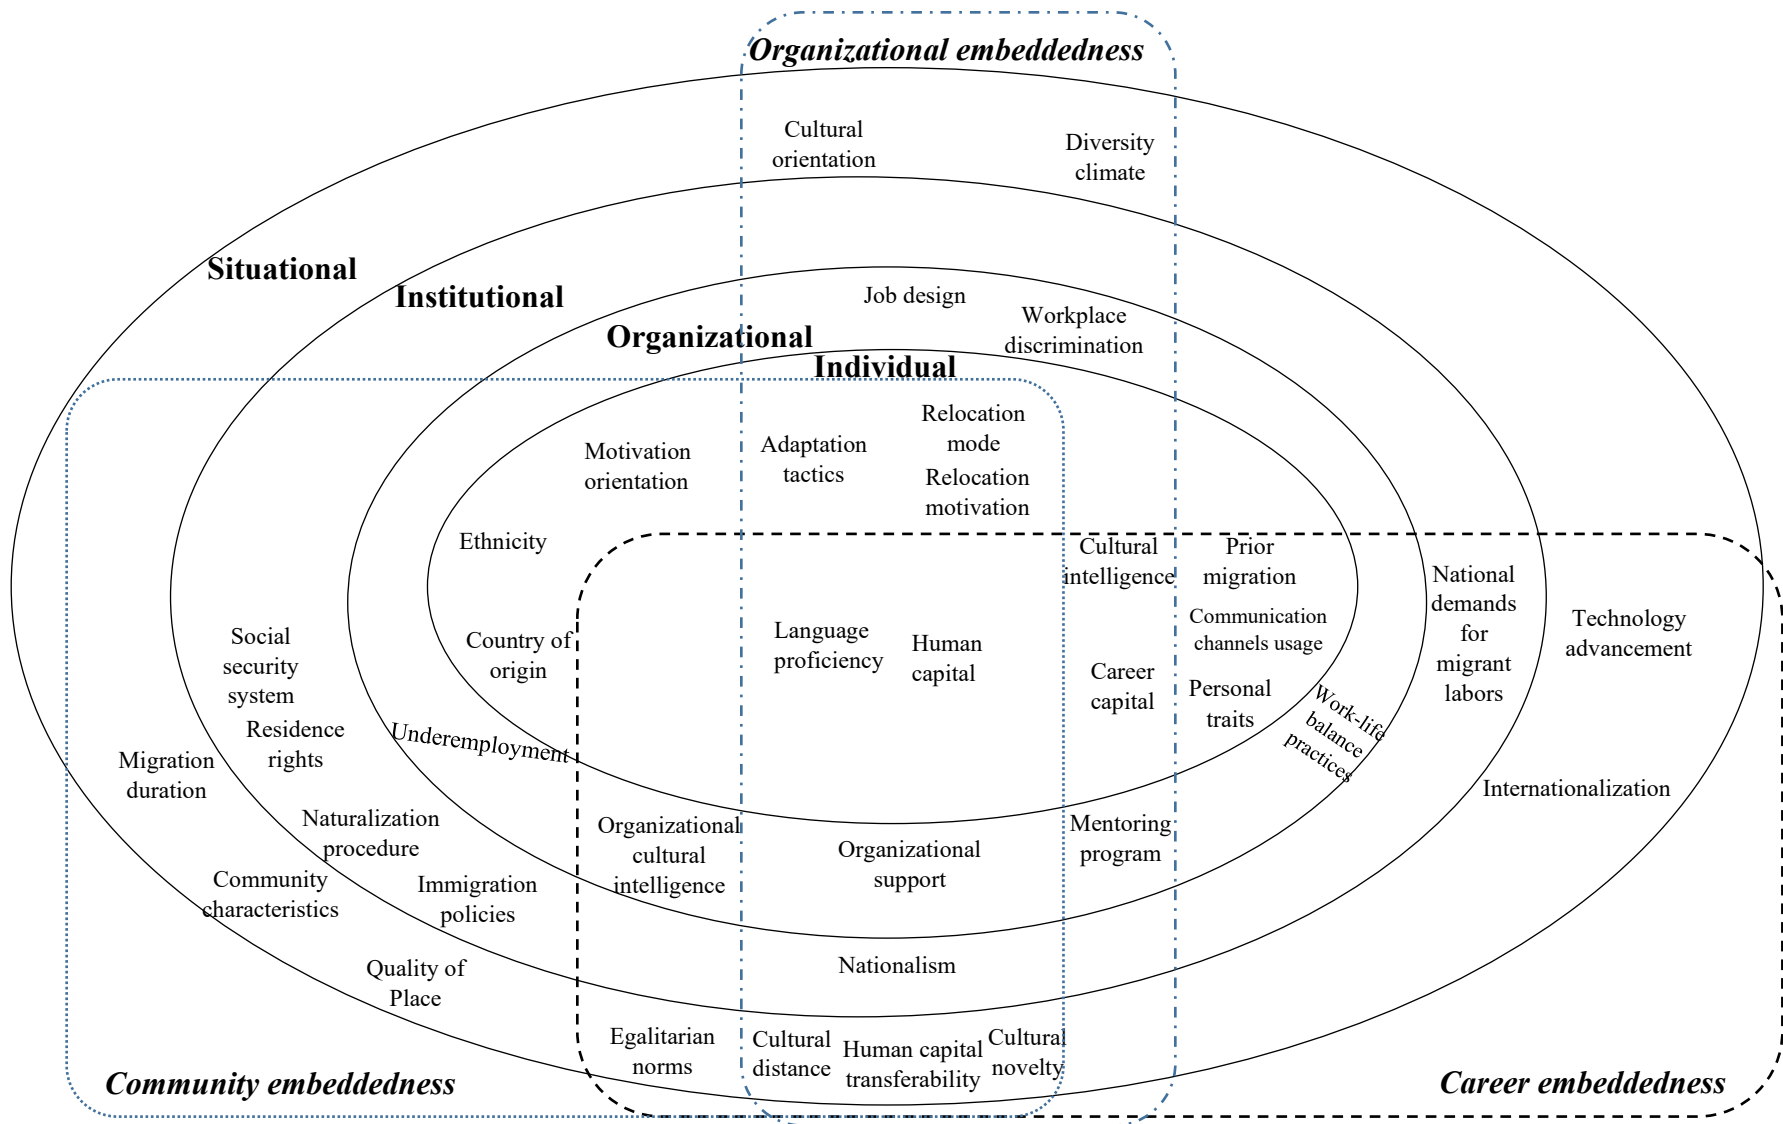 Organizational embeddedness
Cultural
orientation
Diversity
climate
Situational
Institutional
Organizational
Individual
Job design
Workplace
discrimination
Motivation
orientation
Adaptation
tactics
Relocation
mode
Relocation
motivation
Ethnicity
Country of
origin
Cultural
intelligence
Prior
migration
Communication
channels usage
Language
proficiency
Human
capital
Career
capital
Personal
traits
National
demands
for
migrant
labors
Technology
advancement
Social
security
system
Residence
rights
Underemployment
Work-life
balance
practices
Migration
duration
Internationalization
Naturalization
procedure
Organizational
cultural
intelligence
Organizational
support
Mentoring
program
Community
characteristics
Immigration
policies
Quality of
Place
Nationalism
Egalitarian
norms
Cultural
distance
Human capital
transferability
Cultural
novelty
Community embeddedness
Career embeddedness